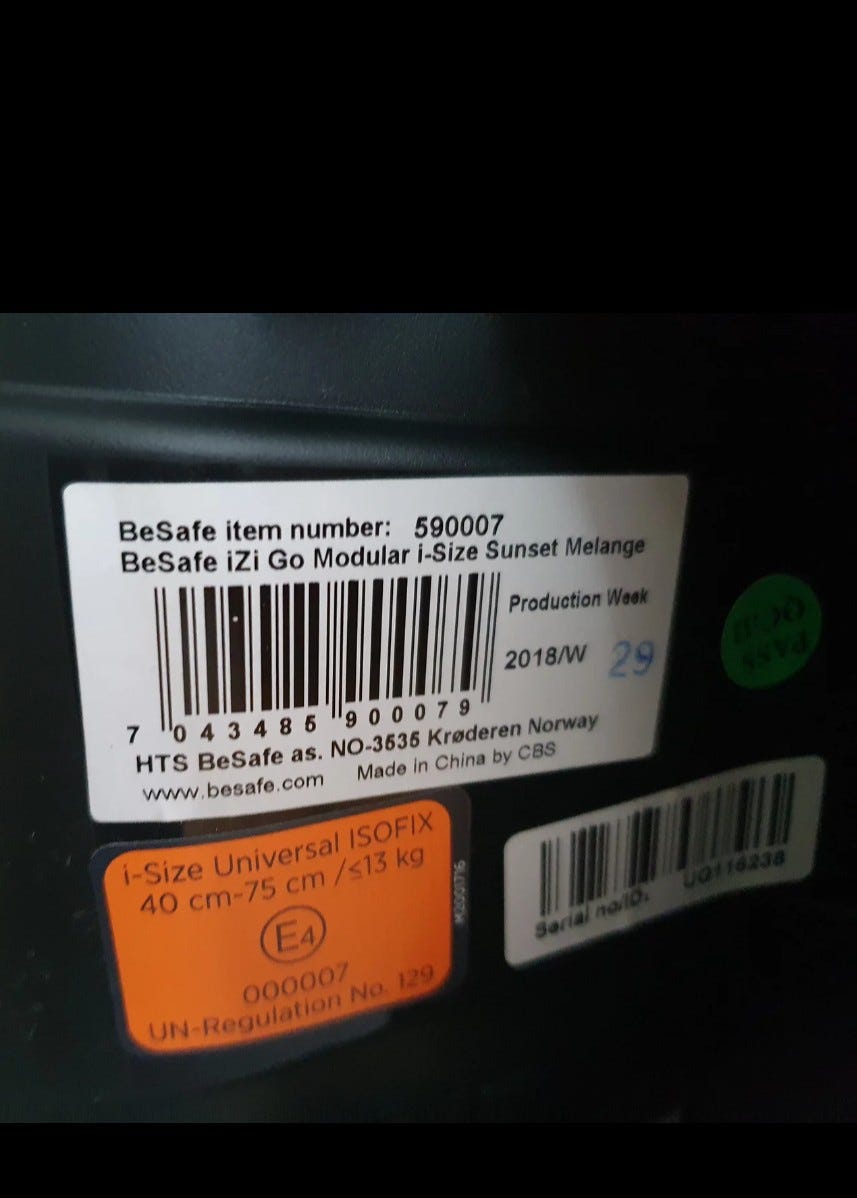 BeSafe item number: 590007
BeSafe iZi Go Modular i-Size Sunset Melange
Production Week
2018/W 29
7 043485 900079
HTS BeSafe as. NO-3535 Krøderen Norway
www.besafe.com Made in China by CBS
i-Size Universal ISOFIX
40 cm-75 cm /≤13 kg
E4
000007
UN-Regulation No. 129
Serial no/ID: UG116238
PASS